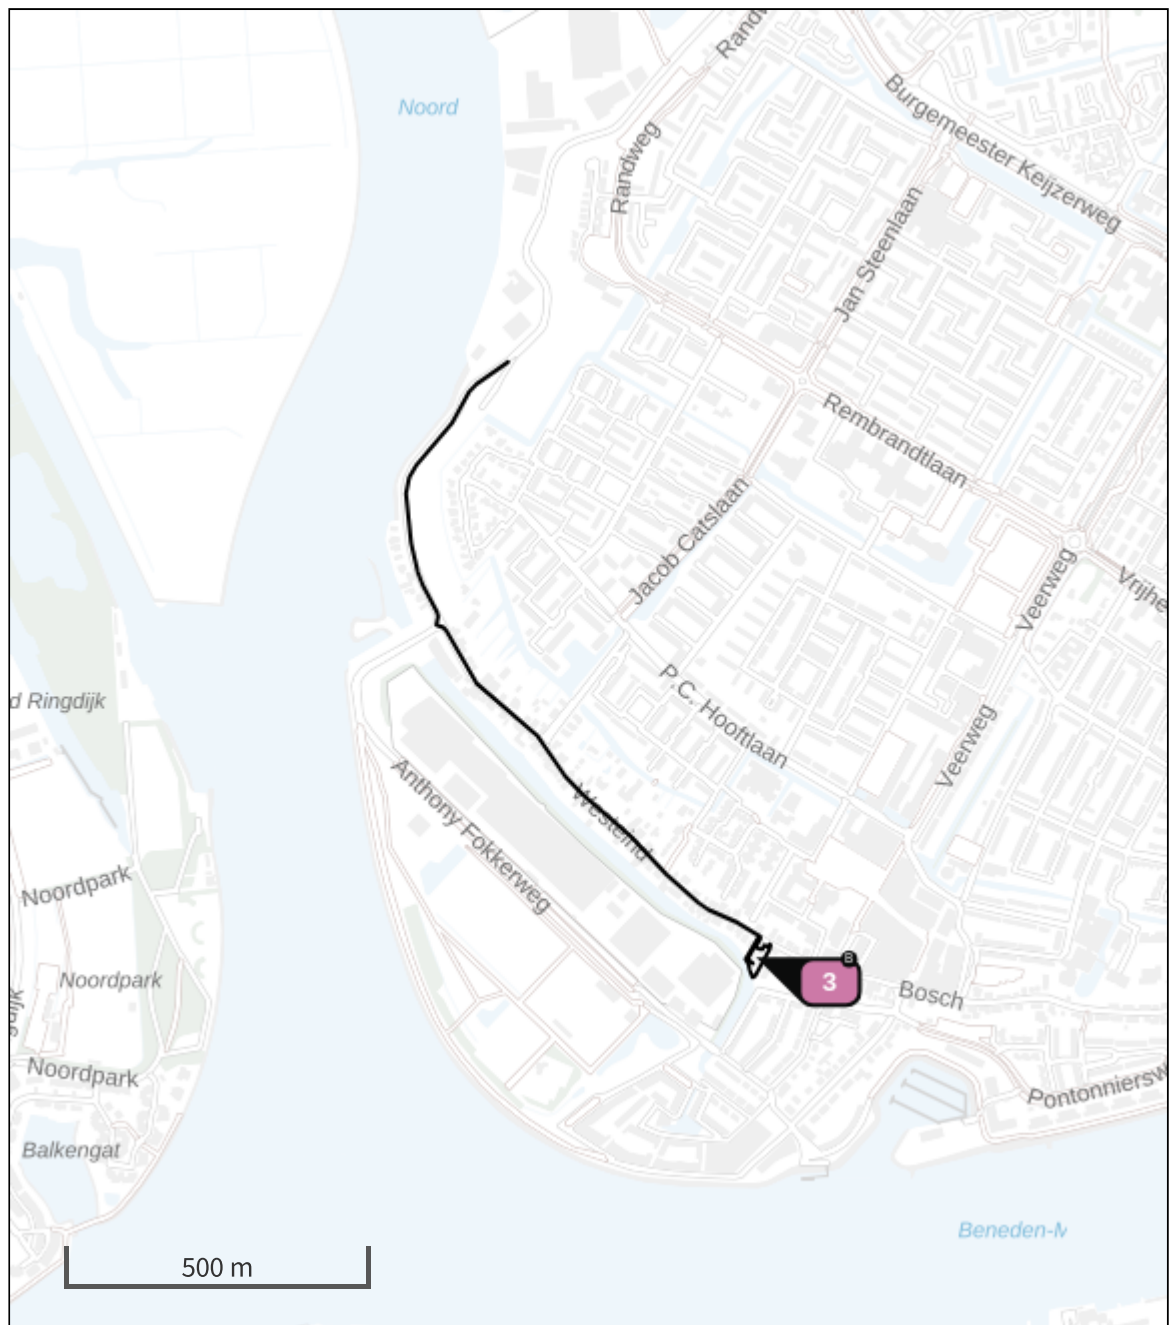 Randw
Noord
Burgemeester Keijzerweg
Randweg
Jan Steenlaan
Rembrandtlaan
Jacob Catslaan
Veerweg
Vrijhe
P.C. Hooftlaan
d Ringdijk
Veerweg
Anthony Fokkerweg
Westeind
Noordpark
B
3
Noordpark
Bosch
gdijk
Noordpark
Pontonniersw
Balkengat
Beneden-M
500 m